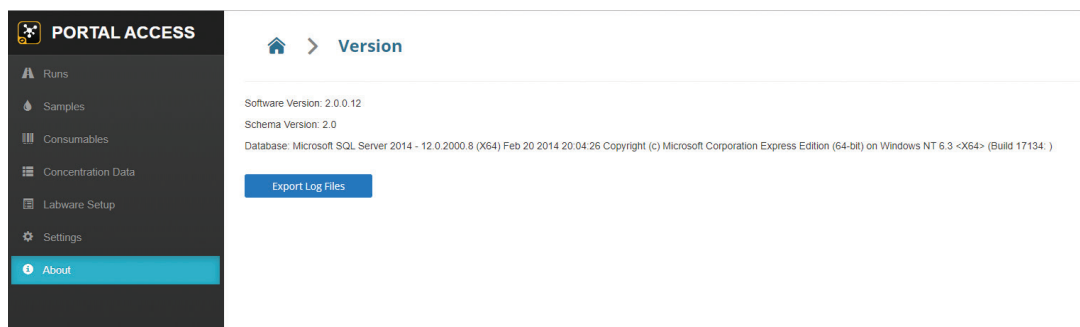 PORTAL ACCESS
Runs
Samples
Consumables
Concentration Data
Labware Setup
Settings
About
Version
Software Version: 2.0.0.12
Schema Version: 2.0
Database: Microsoft SQL Server 2014 - 12.0.2000.8 (X64) Feb 20 2014 20:04:26 Copyright (c) Microsoft Corporation Express Edition (64-bit) on Windows NT 6.3 <X64> (Build 17134: )
Export Log Files